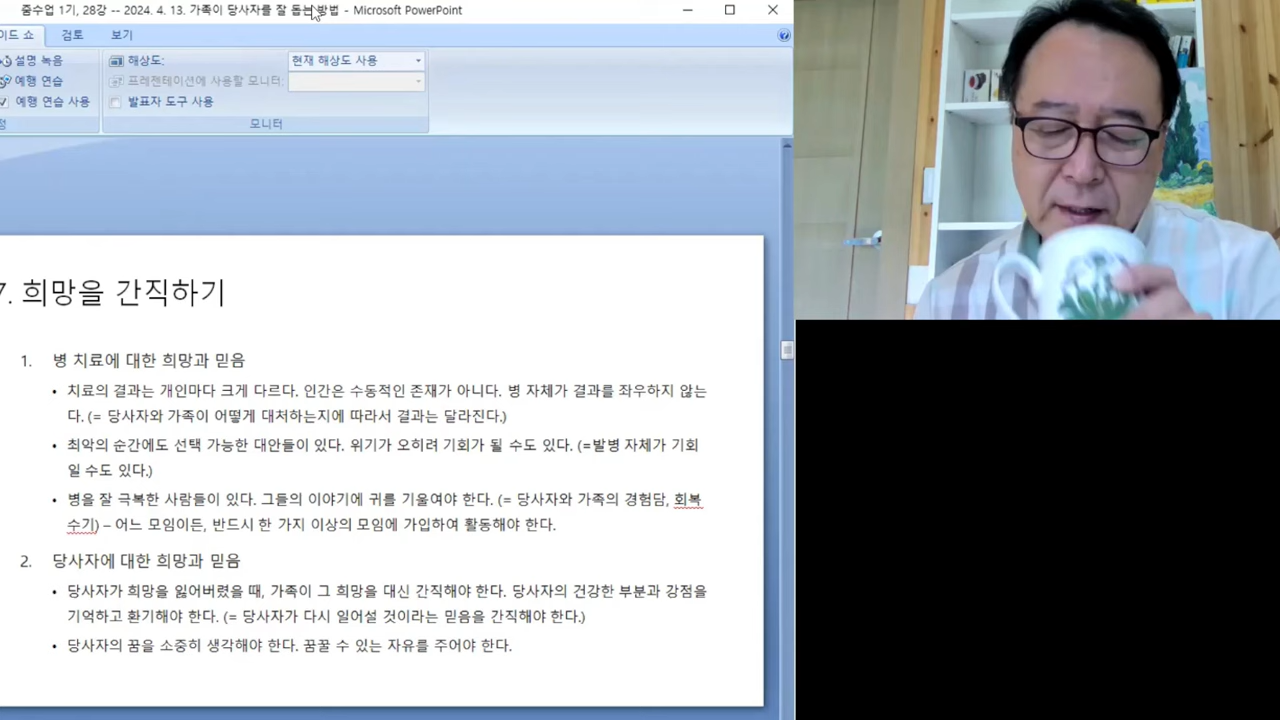 줌수업 1기, 28강 -- 2024. 4. 13. 가족이 당사자를 잘 돕는 방법 - Microsoft PowerPoint
이드 쇼 검토 보기
설명 녹음
예행 연습
예행 연습 사용
정
해상도: 현재 해상도 사용
프레젠테이션에 사용할 모니터:
발표자 도구 사용
모니터
7. 희망을 간직하기
1. 병 치료에 대한 희망과 믿음
• 치료의 결과는 개인마다 크게 다르다. 인간은 수동적인 존재가 아니다. 병 자체가 결과를 좌우하지 않는
다. (= 당사자와 가족이 어떻게 대처하는지에 따라서 결과는 달라진다.)
• 최악의 순간에도 선택 가능한 대안들이 있다. 위기가 오히려 기회가 될 수도 있다. (=발병 자체가 기회
일 수도 있다.)
• 병을 잘 극복한 사람들이 있다. 그들의 이야기에 귀를 기울여야 한다. (= 당사자와 가족의 경험담, 회복
수기) – 어느 모임이든, 반드시 한 가지 이상의 모임에 가입하여 활동해야 한다.
2. 당사자에 대한 희망과 믿음
• 당사자가 희망을 잃어버렸을 때, 가족이 그 희망을 대신 간직해야 한다. 당사자의 건강한 부분과 강점을
기억하고 환기해야 한다. (= 당사자가 다시 일어설 것이라는 믿음을 간직해야 한다.)
• 당사자의 꿈을 소중히 생각해야 한다. 꿈꿀 수 있는 자유를 주어야 한다.